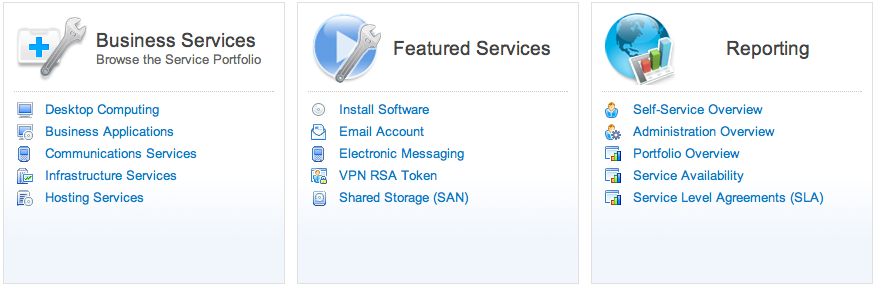 Business Services
Browse the Service Portfolio
Desktop Computing
Business Applications
Communications Services
Infrastructure Services
Hosting Services
Featured Services
Install Software
Email Account
Electronic Messaging
VPN RSA Token
Shared Storage (SAN)
Reporting
Self-Service Overview
Administration Overview
Portfolio Overview
Service Availability
Service Level Agreements (SLA)